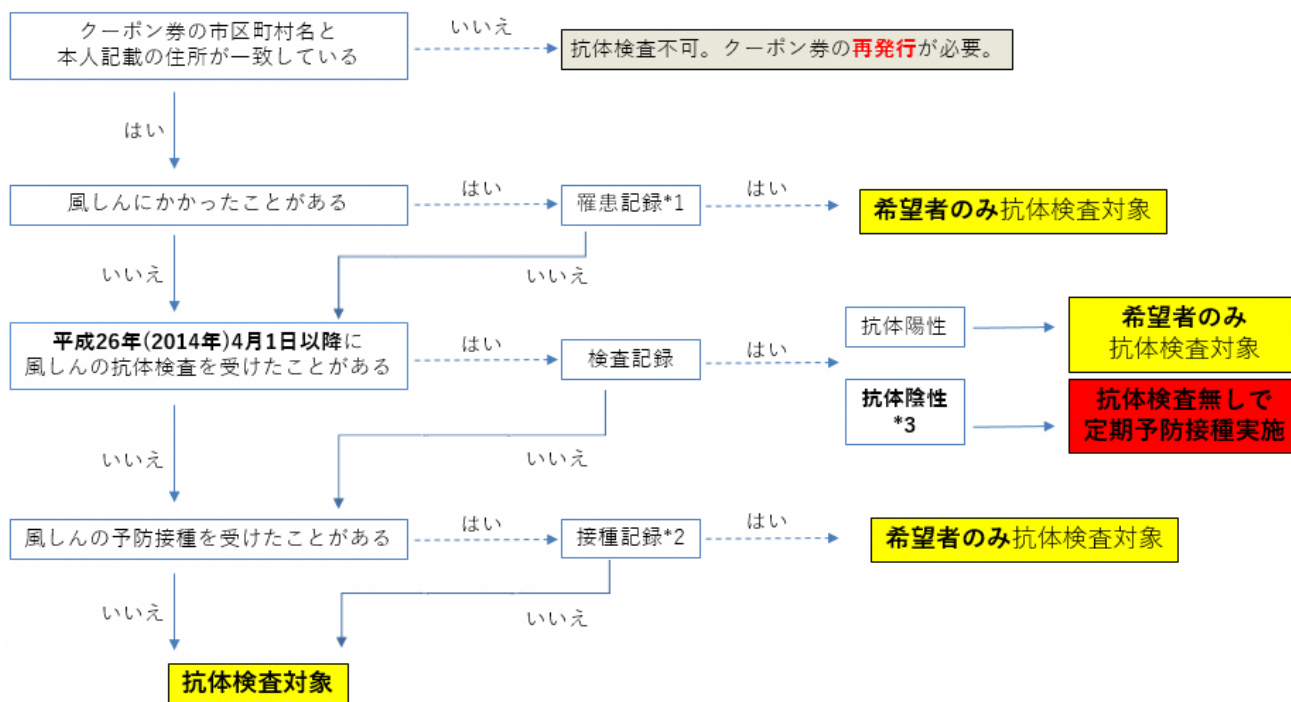 クーポン券の市区町村名と
本人記載の住所が一致している
いいえ
抗体検査不可。クーポン券の再発行が必要。
はい
風しんにかかったことがある
はい
罹患記録*1
はい
希望者のみ抗体検査対象
いいえ
いいえ
平成26年(2014年)4月1日以降に
風しんの抗体検査を受けたことがある
はい
検査記録
はい
抗体陽性
希望者のみ
抗体検査対象
抗体陰性
*3
抗体検査無しで
定期予防接種実施
いいえ
いいえ
風しんの予防接種を受けたことがある
はい
接種記録*2
はい
希望者のみ抗体検査対象
いいえ
いいえ
抗体検査対象